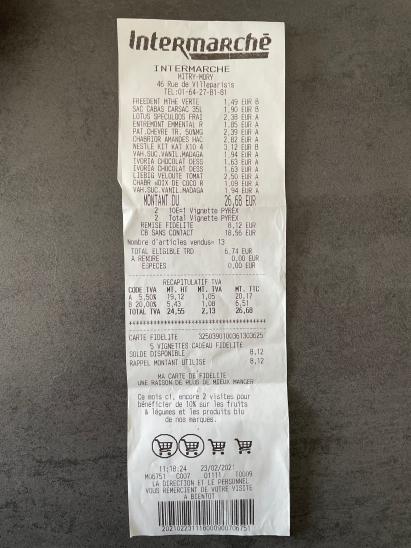 Intermarchē
INTERMARCHE
MITRY-MORY
46 Rue de Villeparisis
TEL:01-64-27-81-81
FREEDENT MTHE VERTE 1,49 EUR B
SAC CABAS CARSAC 35L 1,90 EUR B
LOTUS SPECULOOS FRAI 2,38 EUR A
ENTREMONT EMMENTAL R 1,85 EUR A
PAT.CHEVRE TR. 50%MG 2,39 EUR A
CHABRIOR AMANDES HAC 2,82 EUR A
NESTLE KIT KAT X10 4 3,12 EUR B
VAH.SUC.VANIL.MADAGA 1,94 EUR A
IVORIA CHOCOLAT DESS 1,63 EUR A
IVORIA CHOCOLAT DESS 1,63 EUR A
LIEBIG VELOUTE TOMAT 2,50 EUR A
CHABR NOIX DE COCO R 1,09 EUR A
VAH.SUC.VANIL.MADAGA 1,94 EUR A
MONTANT DU 26,68 EUR
2 10E=1 Vignette PYREX
2 Total Vignette PYREX
REMISE FIDELITE 8,12 EUR
CB SANS CONTACT 18,56 EUR
Nombre d'articles vendus= 13
TOTAL ELIGIBLE TRD 6,74 EUR
A RENDRE 0,00 EUR
ESPECES 0,00 EUR
RECAPITULATIF TVA
CODE TVA MT. HT MT. TVA MT. TTC
A 5.50% 19,12 1,05 20,17
B 20.00% 5,43 1,08 6,51
TOTAL TVA 24,55 2,13 26,68
CARTE FIDELITE 3250390100361303625
5 VIGNETTES CADEAU FIDELITE
SOLDE DISPONIBLE 8,12
RAPPEL MONTANT UTILISE 8,12
MA CARTE DE FIDELITE
UNE RAISON DE PLUS DE MIEUX MANGER
Ce mois ci, encore 2 visites pour
bénéficier de 10% sur les fruits
& légumes et les produits bio
de nos marques.
11:18:24 23/02/2021
M06751 C007 01111 T0009
LA DIRECTION ET LE PERSONNEL
VOUS REMERCIENT DE VOTRE VISITE
A BIENTOT